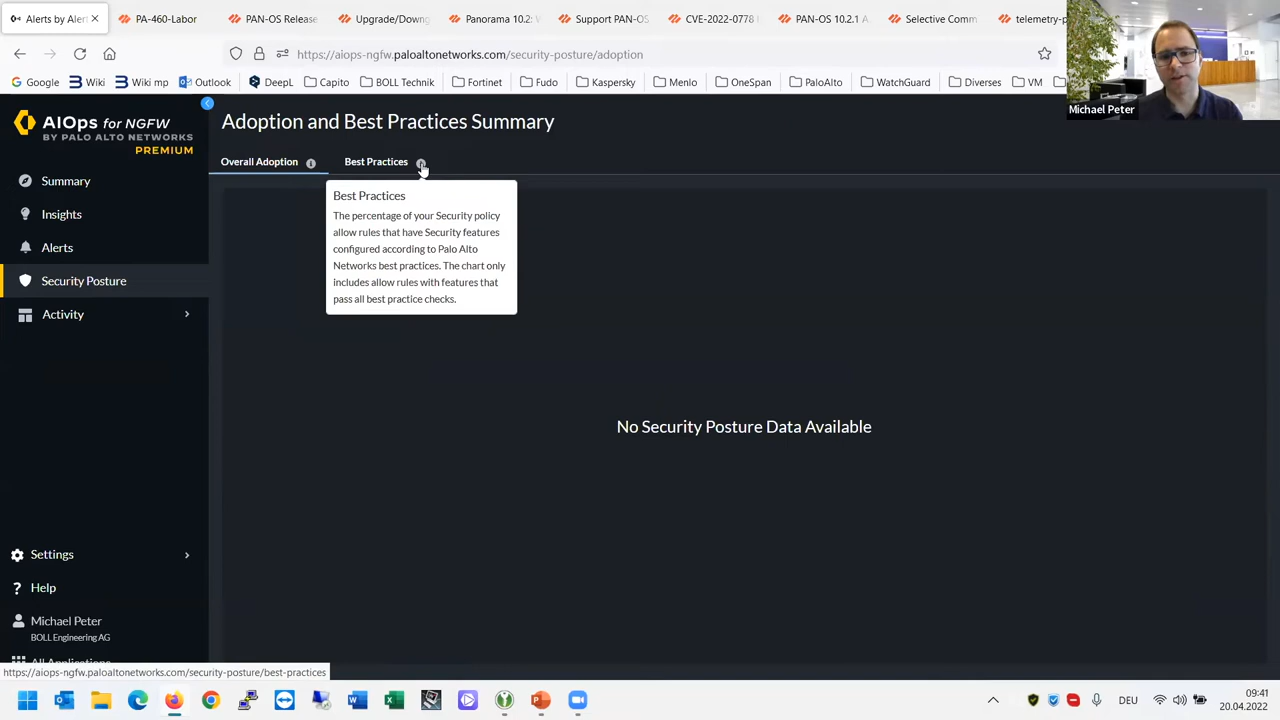 Alerts by Aler
PA-460-Labor
PAN-OS Release
Upgrade/Downg
Panorama 10.2:
Support PAN-OS
CVE-2022-0778
PAN-OS 10.2.1 A
Selective Comm
telemetry-p
https://aiops-ngfw.paloaltonetworks.com/security-posture/adoption
Google
Wiki
Wiki mp
Outlook
DeepL
Capito
BOLL Technik
Fortinet
Fudo
Kaspersky
Menlo
OneSpan
PaloAlto
WatchGuard
Diverses
VM
Michael Peter
AIOps for NGFW
BY PALO ALTO NETWORKS
PREMIUM
Adoption and Best Practices Summary
Overall Adoption
Best Practices
Summary
Insights
Alerts
Security Posture
Activity
Best Practices
The percentage of your Security policy
allow rules that have Security features
configured according to Palo Alto
Networks best practices. The chart only
includes allow rules with features that
pass all best practice checks.
No Security Posture Data Available
Settings
Help
Michael Peter
BOLL Engineering AG
All Applications
https://aiops-ngfw.paloaltonetworks.com/security-posture/best-practices
DEU
09:41
20.04.2022